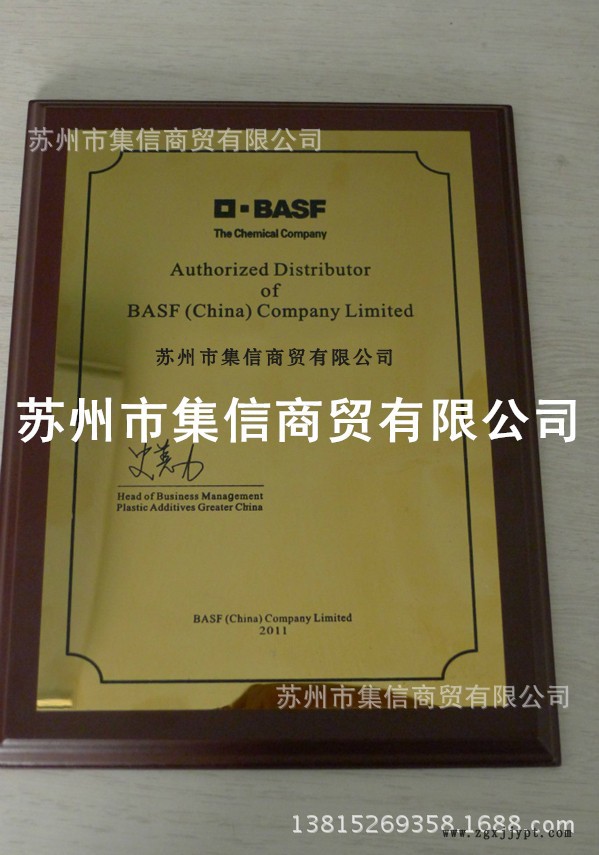 苏州市集信商贸有限公司
BASF
The Chemical Company
Authorized Distributor
of
BASF (China) Company Limited
苏州市集信商贸有限公司
苏州市集信商贸有限公司
史蕙力
Head of Business Management
Plastic Additives Greater China
BASF (China) Company Limited
2011
苏州市集信商贸有限公司
13815269358.1688.com
www.zgxjjypt.com